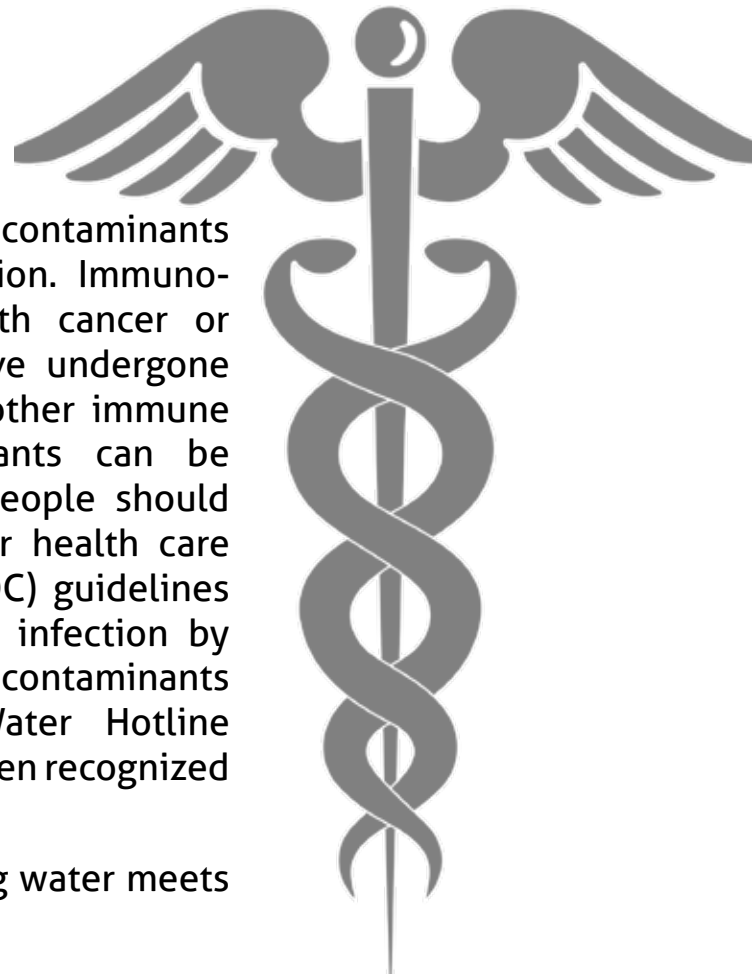 contaminants
ion. Immuno-
th cancer or
ve undergone
other immune
ants can be
eople should
r health care
C) guidelines
infection by
contaminants
Water Hotline
en recognized
g water meets